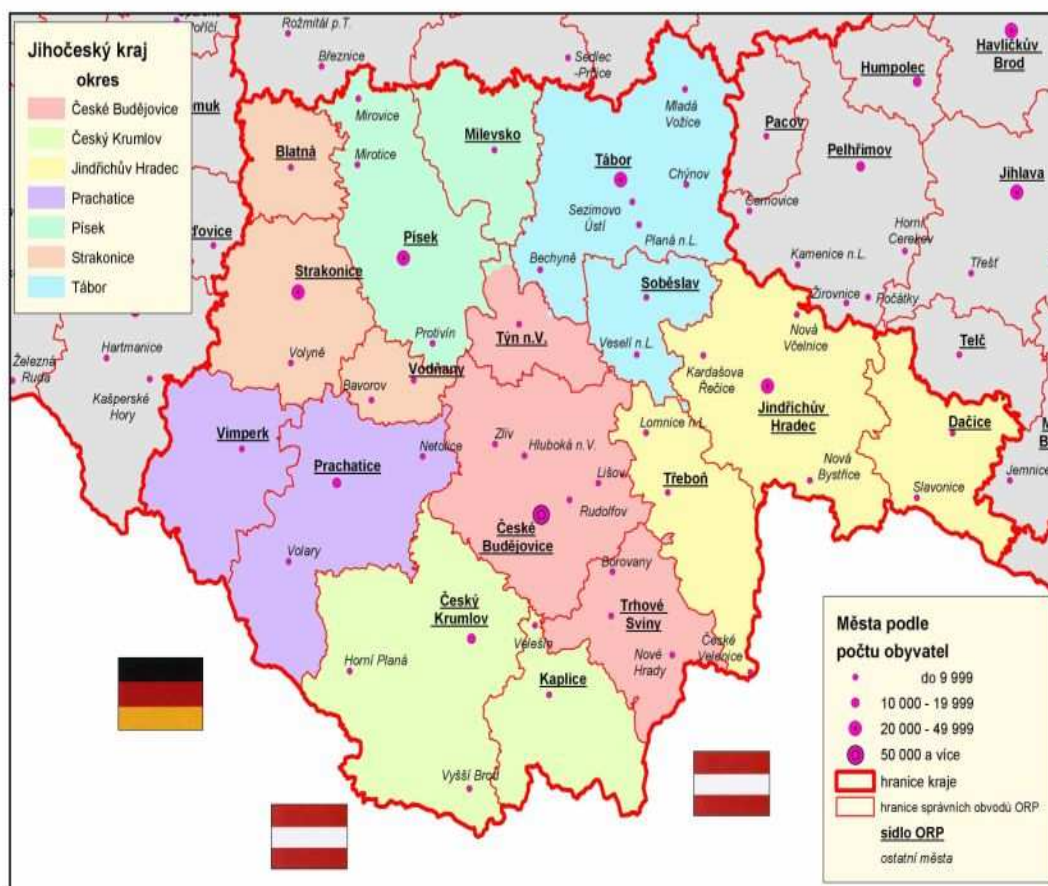 Jihočeský kraj
okres
České Budějovice
Český Krumlov
Jindřichův Hradec
Prachatice
Písek
Strakonice
Tábor
Rožmitál p.T.
Březnice
Sedlec
-Prčice
Havlíčkův
Brod
Humpolec
Mirovice
Milevsko
Mladá
Vožice
Pacov
Blatná
Mirotice
Tábor
Chýnov
Pelhřimov
Jihlava
Sezimovo
Ústí
Černovice
Písek
Planá n.L.
Horní
Cerekev
Bechyně
Kamenice n.L.
Třešť
Strakonice
Soběslav
Žirovnice
Počátky
Týn n.V.
Nová
Včelnice
Telč
Hartmanice
Železná
Ruda
Protivín
Volyně
Veselí n.L.
Kardašova
Řečice
Vodňany
Bavorov
Kašperské
Hory
Jindřichův
Hradec
Dačice
Vimperk
Lomnice n.L.
Zliv
Hluboká n.V.
Netolice
Nová
Bystřice
Prachatice
Lišov
Třeboň
Jemnice
Slavonice
Rudolfov
České
Budějovice
Volary
Borovany
Trhové
Sviny
Český
Krumlov
Velešín
České
Velenice
Nové
Hrady
Horní Planá
Kaplice
Vyšší Brod
Města podle
počtu obyvatel
do 9 999
10 000 - 19 999
20 000 - 49 999
50 000 a více
hranice kraje
hranice správních obvodů ORP
sídlo ORP
ostatní města